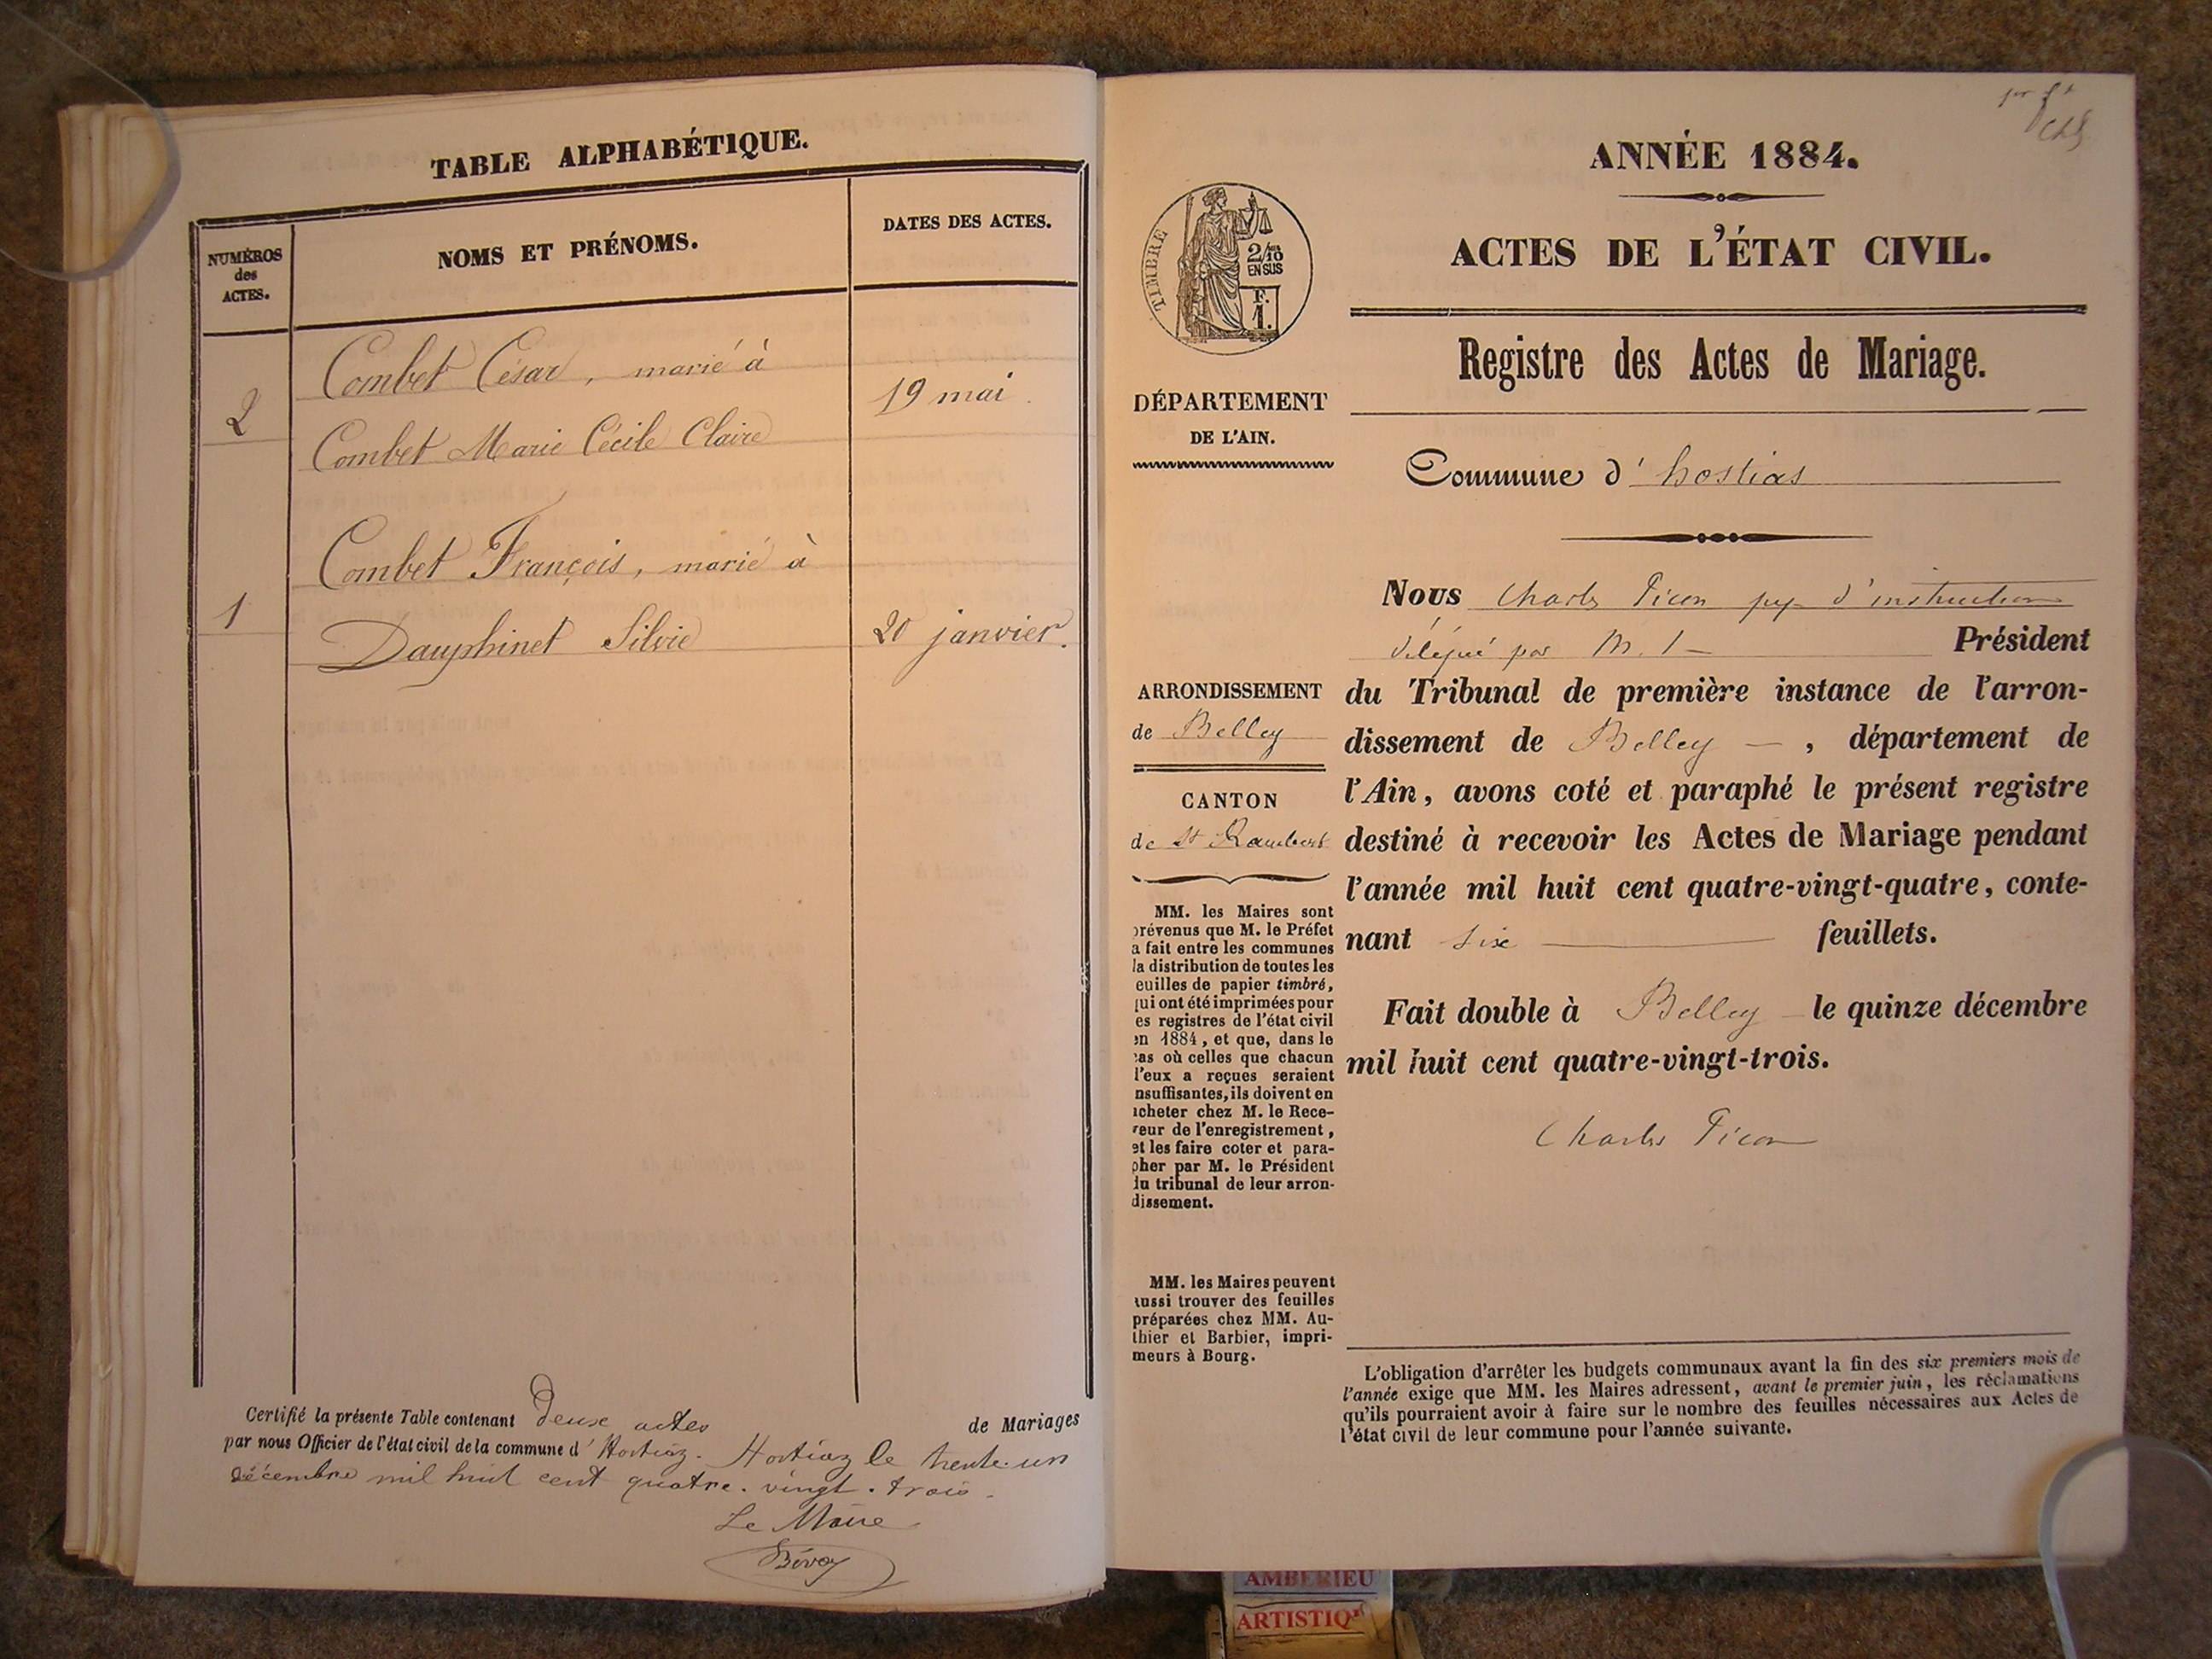 TABLE ALPHABÉTIQUE.
NUMÉROS
des
ACTES.
NOMS ET PRÉNOMS.
DATES DES ACTES.
Combet César, marié à
2
19 mai.
Combet Marie Cécile Claire
Combet François, marié à
1
Dauphinet Silvie
20 janvier.
Certifié la présente Table contenant Deux actes de Mariages
par nous Officier de l'état civil de la commune d'Hostiaz. Hostiaz le trente-un
décembre mil huit cent quatre-vingt-trois.
Le Maire
Bévoy
1er ft
ANNÉE 1884.
ACTES DE L'ÉTAT CIVIL.
TIMBRE
2/10
EN SUS
F.
1.
Registre des Actes de Mariage.
DÉPARTEMENT
DE L'AIN.
Commune d'hostias
Nous Charles Picon juge d'instruction
délégué par M. l Président
du Tribunal de première instance de l'arron-
dissement de Belley —, département de
l'Ain, avons coté et paraphé le présent registre
destiné à recevoir les Actes de Mariage pendant
l'année mil huit cent quatre-vingt-quatre, conte-
nant six feuillets.
Fait double à Belley le quinze décembre
mil huit cent quatre-vingt-trois.
Charles Picon
ARRONDISSEMENT
de Belley
CANTON
de St Rambert
MM. les Maires sont
prévenus que M. le Préfet
a fait entre les communes
la distribution de toutes les
euilles de papier timbré,
qui ont été imprimées pour
es registres de l'état civil
en 1884, et que, dans le
cas où celles que chacun
l'eux a reçues seraient
nsuffisantes, ils doivent en
acheter chez M. le Rece-
veur de l'enregistrement,
et les faire coter et para-
pher par M. le Président
du tribunal de leur arron-
dissement.
MM. les Maires peuvent
aussi trouver des feuilles
préparées chez MM. Au-
thier et Barbier, impri-
meurs à Bourg.
L'obligation d'arrêter les budgets communaux avant la fin des six premiers mois de
l'année exige que MM. les Maires adressent, avant le premier juin, les réclamations
qu'ils pourraient avoir à faire sur le nombre des feuilles nécessaires aux Actes de
l'état civil de leur commune pour l'année suivante.
AMBERIEU
ARTISTIQ